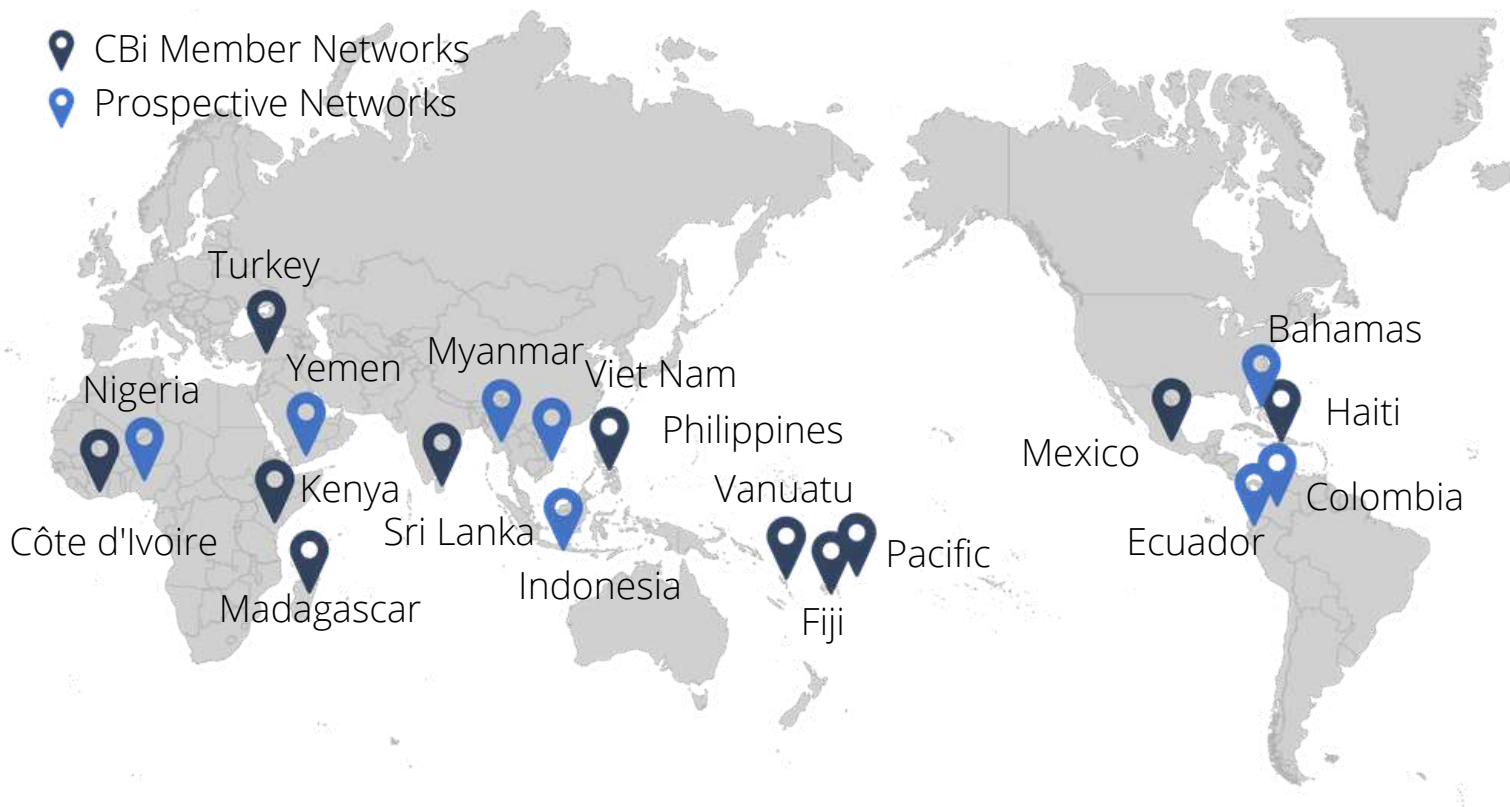 CBi Member Networks
Prospective Networks
Turkey
Bahamas
Myanmar
Yemen
Viet Nam
Nigeria
Haiti
Philippines
Mexico
Kenya
Vanuatu
Colombia
Sri Lanka
Côte d'Ivoire
Ecuador
Pacific
Indonesia
Madagascar
Fiji